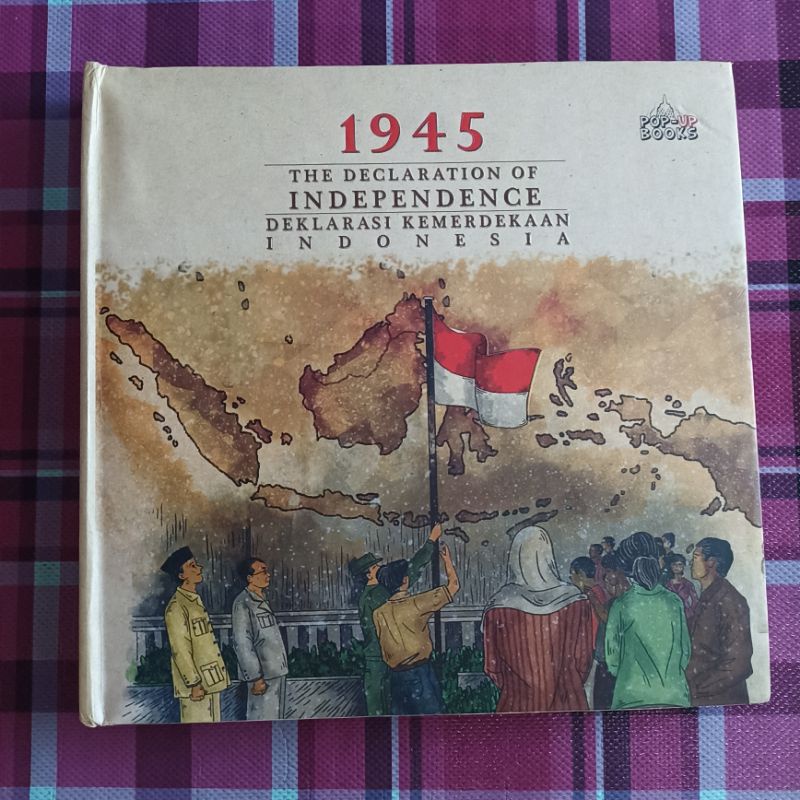 1945
THE DECLARATION OF
INDEPENDENCE
DEKLARASI KEMERDEKAAN
INDONESIA
POP-UP
BOOKS